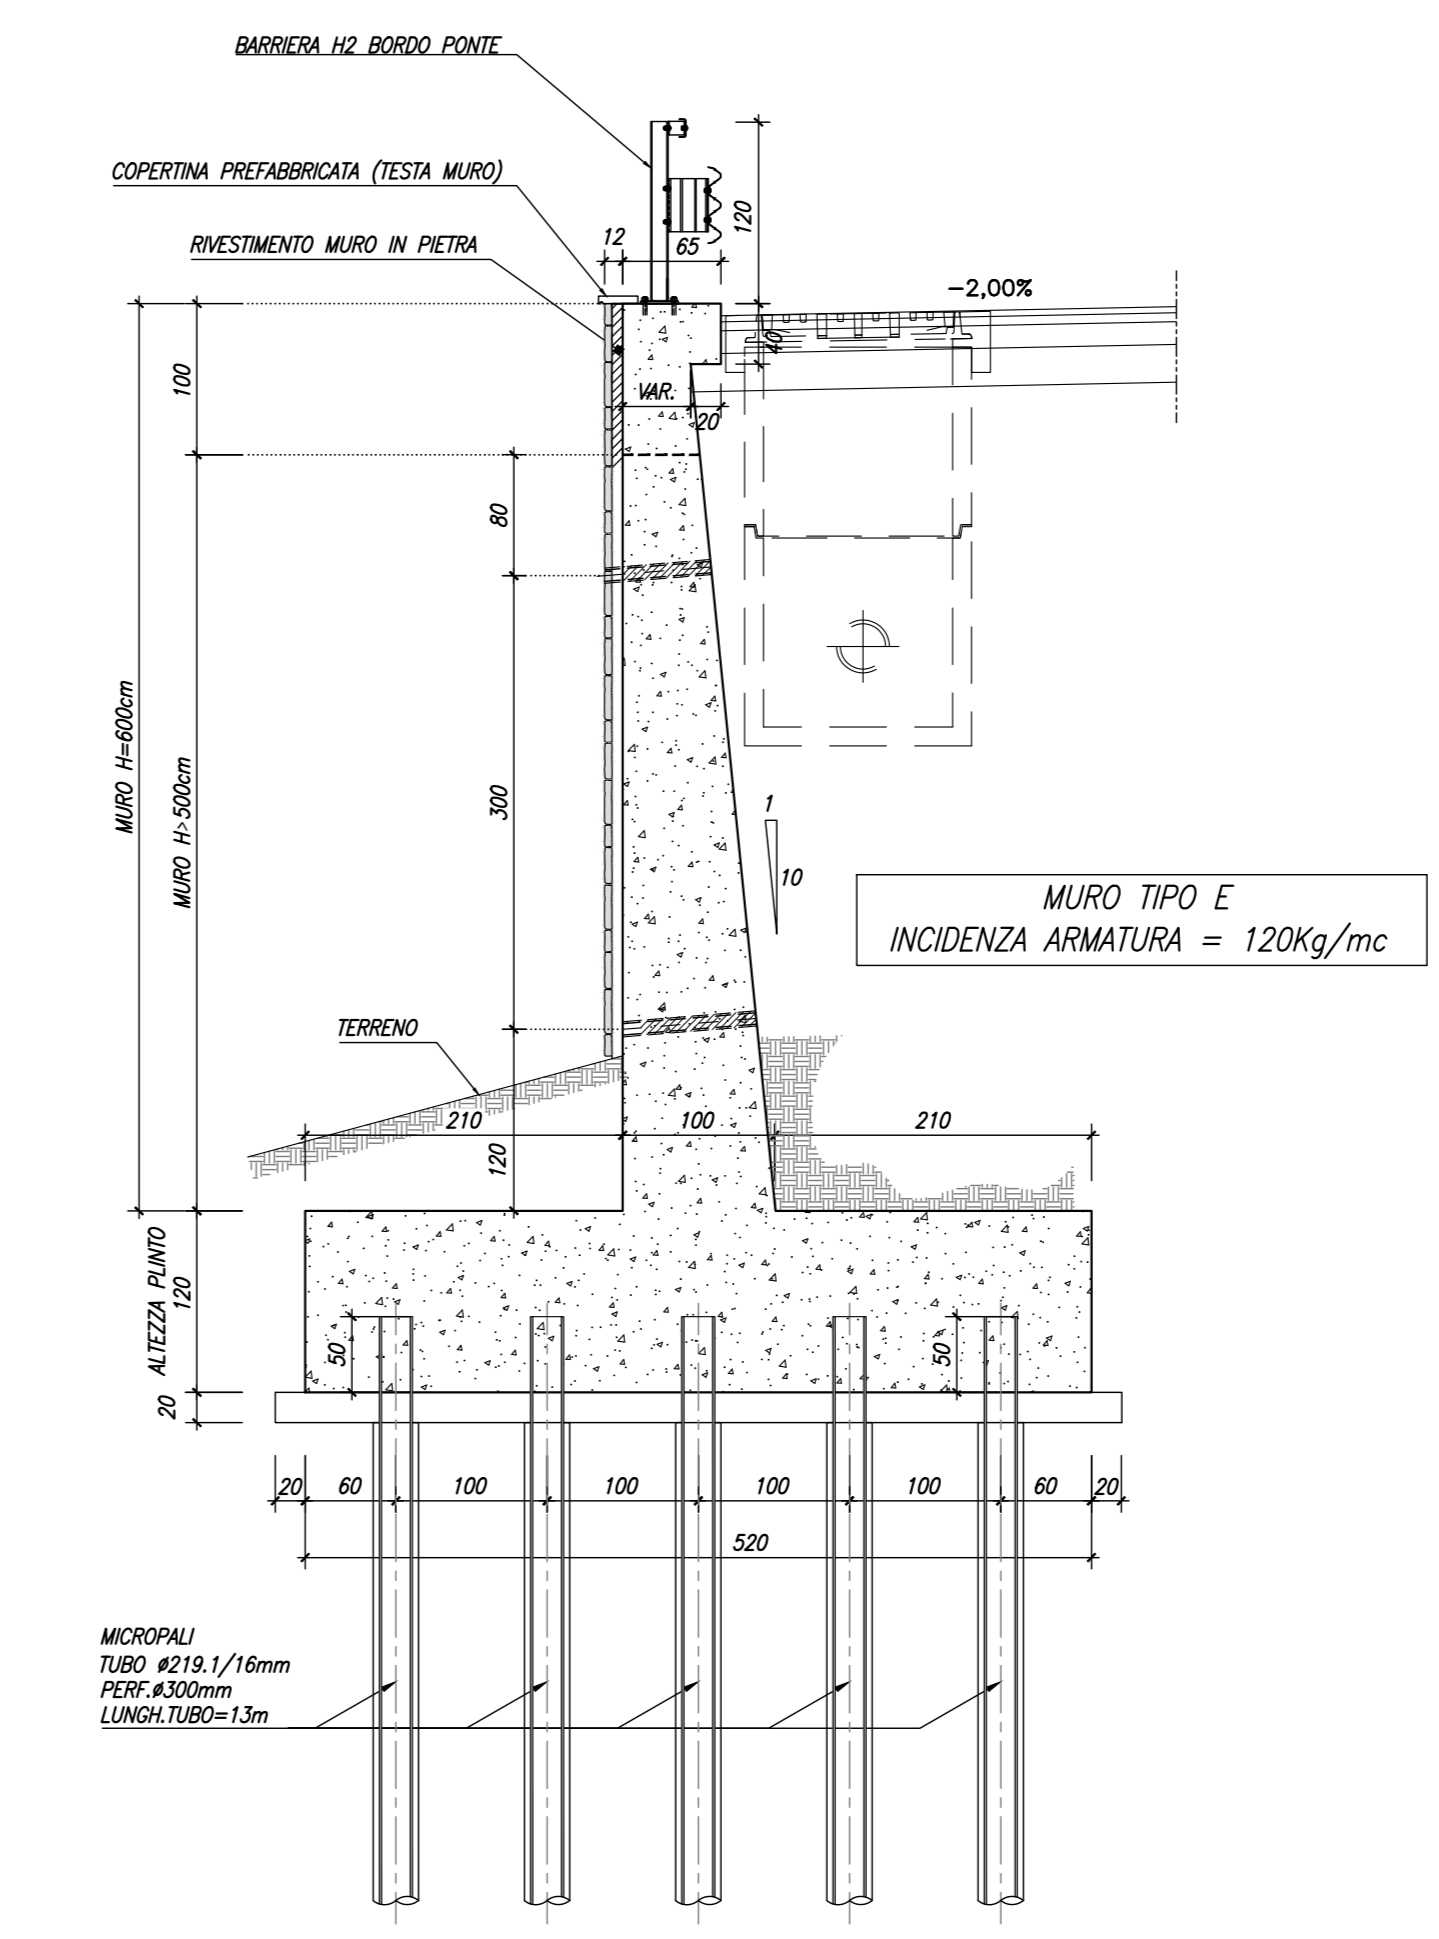 BARRIERA H2 BORDO PONTE
COPERTINA PREFABBRICATA (TESTA MURO)
RIVESTIMENTO MURO IN PIETRA
12
65
120
-2,00%
40
VAR.
20
100
80
300
120
MURO H=600cm
MURO H>500cm
1
10
MURO TIPO E
INCIDENZA ARMATURA = 120Kg/mc
TERRENO
210
100
210
ALTEZZA PLINTO
120
20
50
50
20
60
100
100
100
100
60
20
520
MICROPALI
TUBO ø219.1/16mm
PERF.ø300mm
LUNGH.TUBO=13m